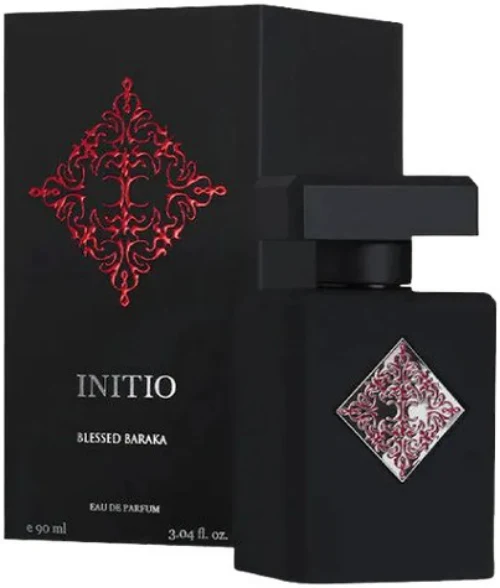 INITIO
BLESSED BARAKA
EAU DE PARFUM
e 90 ml 3.04 fl. oz.